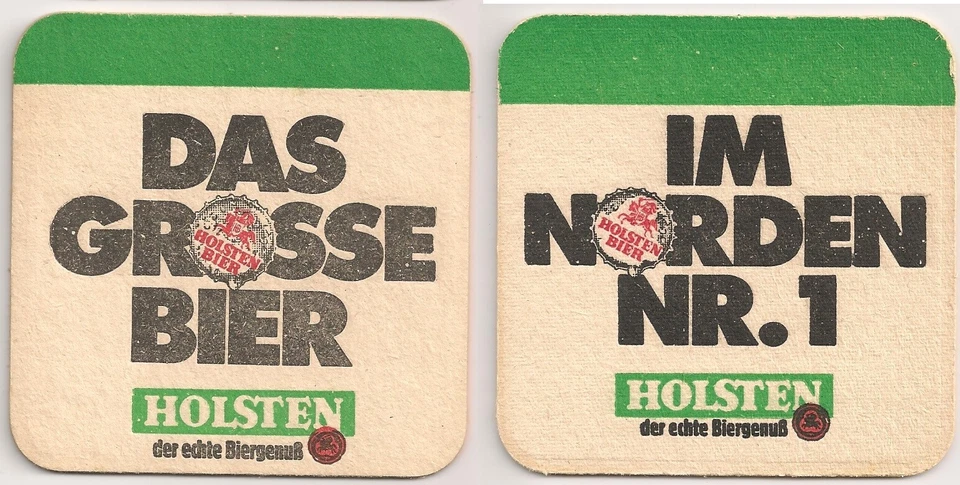 DAS
GROSSE
HOLSTEN
BIER
BIER
HOLSTEN
der echte Biergenuß
IM
NORDEN
HOLSTEN
BIER
NR. 1
HOLSTEN
der echte Biergenuß